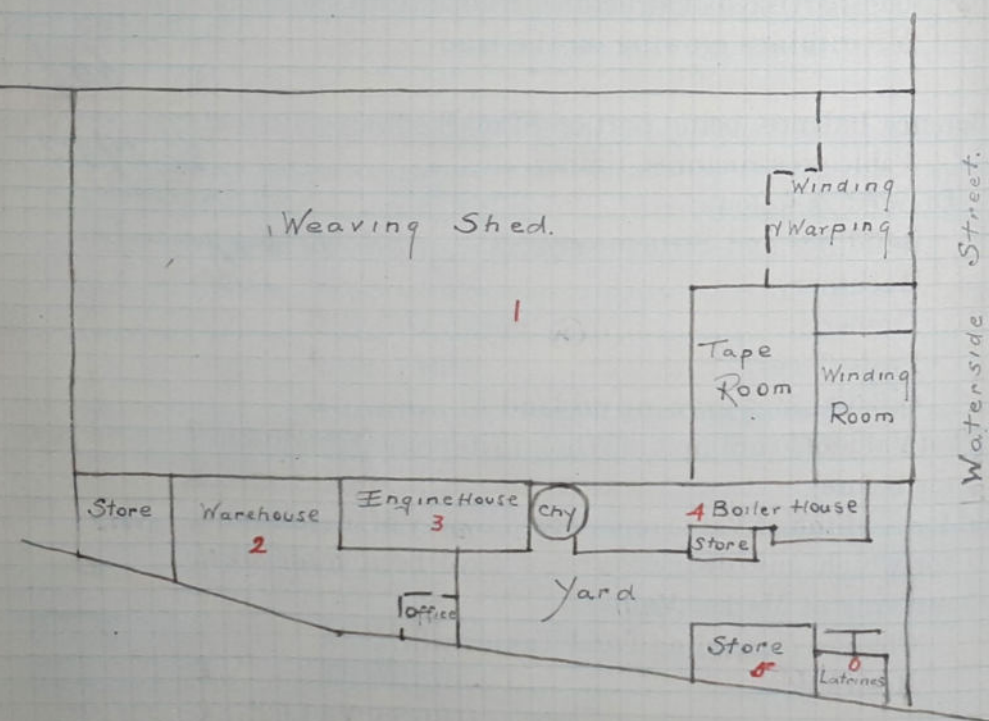 Winding
Warping
Weaving Shed.
1
Tape
Room
Winding
Room
Waterside Street.
Store
Warehouse
2
Engine House
3
Chy
4 Boiler House
Store
Yard
Office
Store
5
6
Latrines